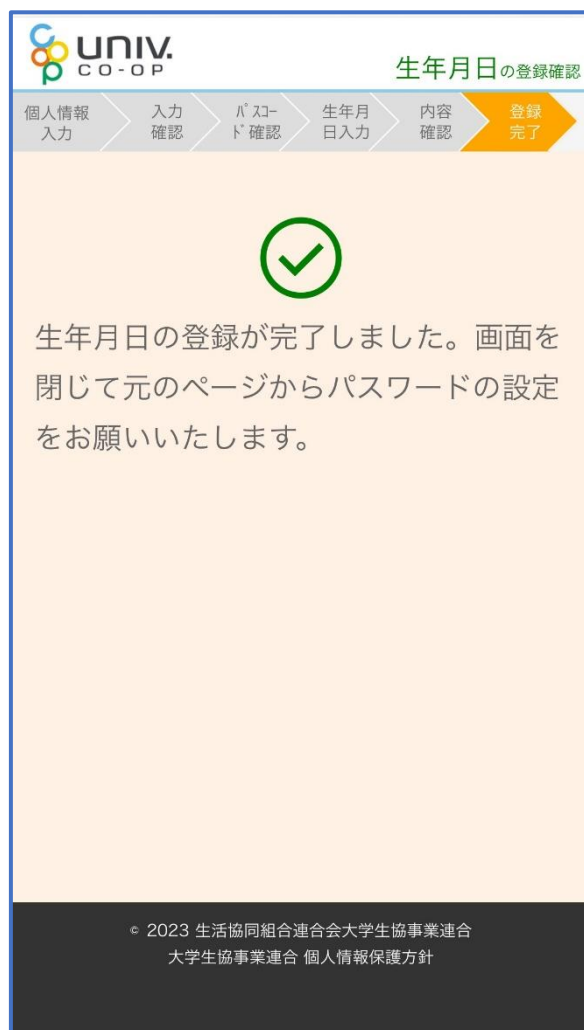 UNIV.
CO-OP
生年月日の登録確認
個人情報
入力
入力
確認
ﾊﾟｽｺｰ
ﾄﾞ確認
生年月
日入力
内容
確認
登録
完了
生年月日の登録が完了しました。画面を
閉じて元のページからパスワードの設定
をお願いいたします。
© 2023 生活協同組合連合会大学生協事業連合
大学生協事業連合 個人情報保護方針